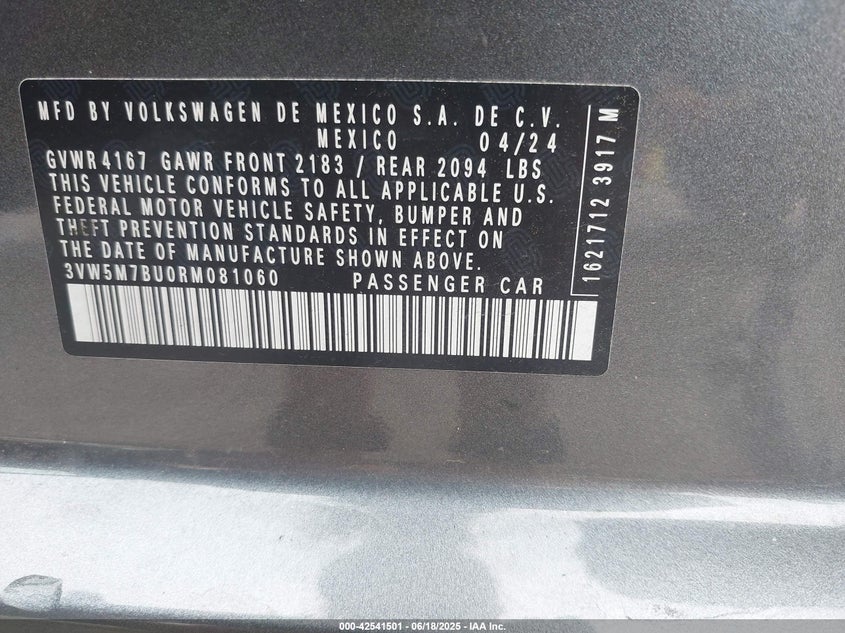 MFD BY VOLKSWAGEN DE MEXICO S.A. DE C.V.
MEXICO 04/24
GVWR 4167 GAWR FRONT 2183 / REAR 2094 LBS
THIS VEHICLE CONFORMS TO ALL APPLICABLE U.S.
FEDERAL MOTOR VEHICLE SAFETY, BUMPER AND
THEFT PREVENTION STANDARDS IN EFFECT ON
THE DATE OF MANUFACTURE SHOWN ABOVE.
3VW5M7BU0RM081060 PASSENGER CAR
1621712 3917 M
000-42541501 - 06/18/2025 - IAA Inc.